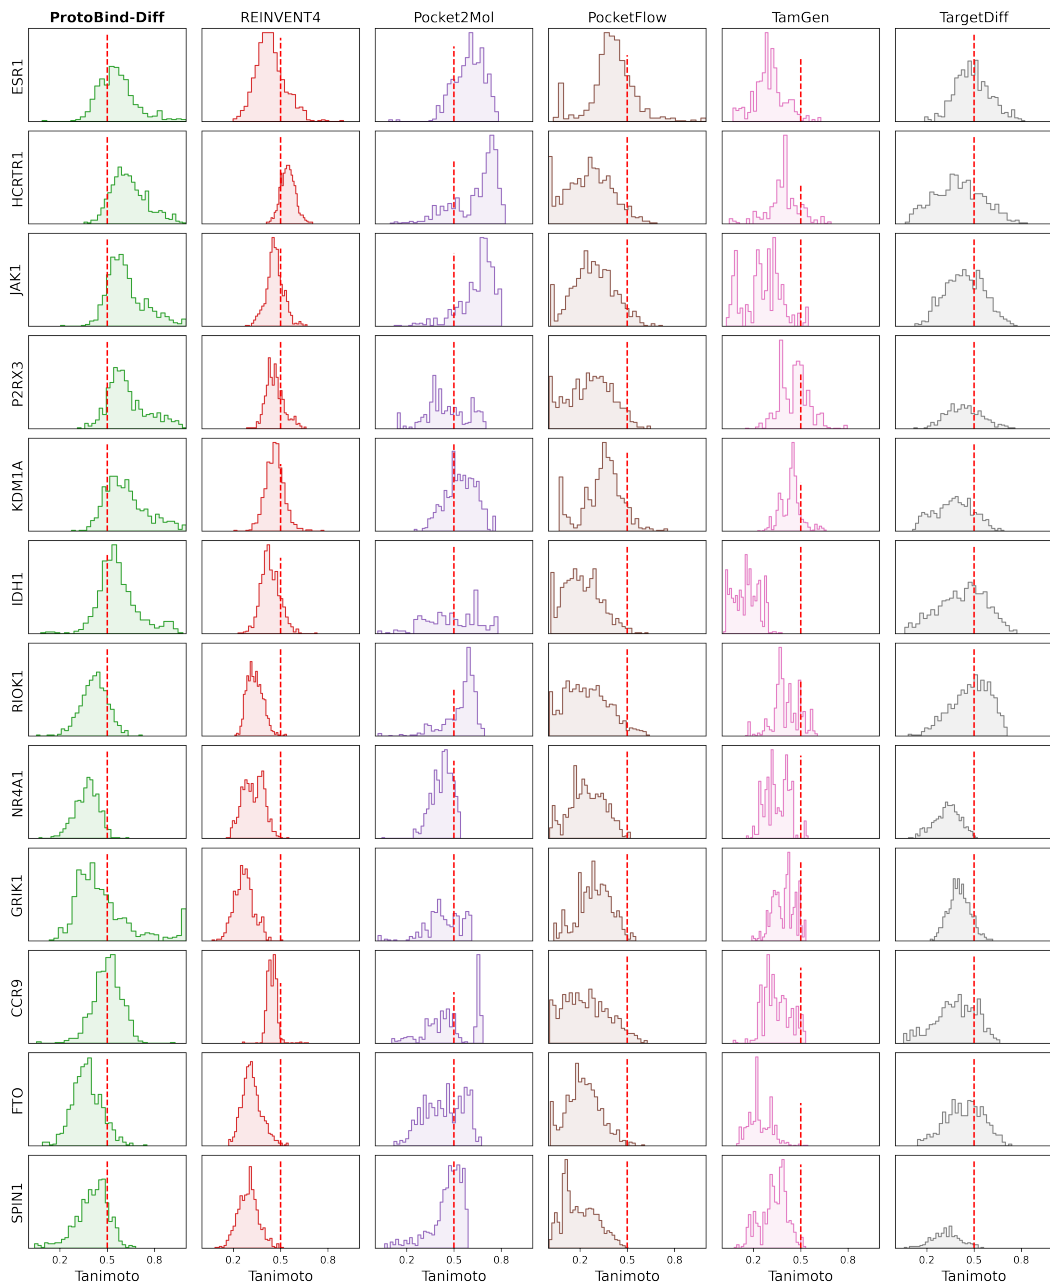 ProtoBind-Diff REINVENT4 Pocket2Mol PocketFlow TamGen TargetDiff
ESR1
HCRTR1
JAK1
P2RX3
KDM1A
IDH1
RIOK1
NR4A1
GRIK1
CCR9
FTO
SPIN1
0.2 0.5 0.8 0.2 0.5 0.8 0.2 0.5 0.8 0.2 0.5 0.8 0.2 0.5 0.8 0.2 0.5 0.8
Tanimoto Tanimoto Tanimoto Tanimoto Tanimoto Tanimoto